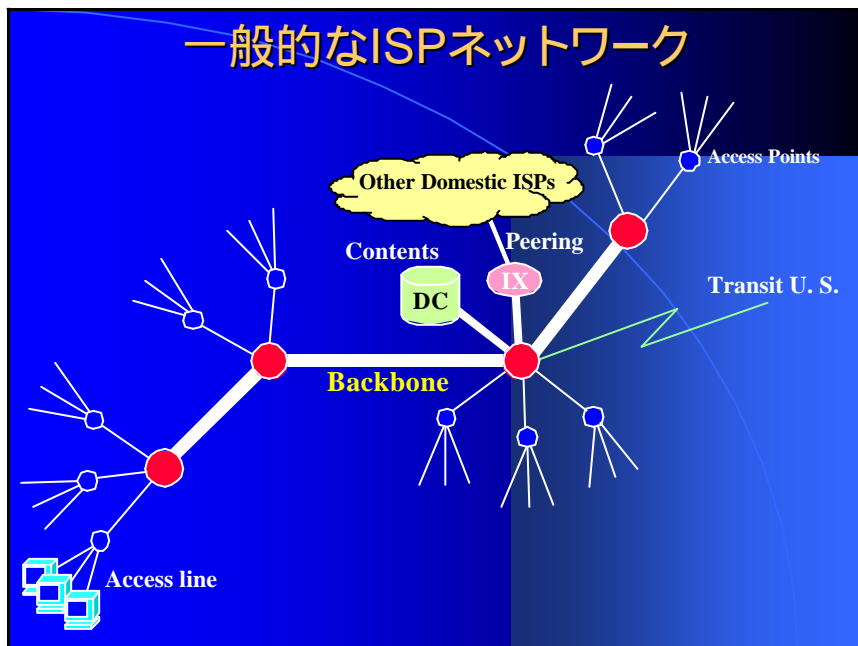 一般的なISPネットワーク
Access Points
Other Domestic ISPs
Peering
Contents
IX
DC
Transit U. S.
Backbone
Access line